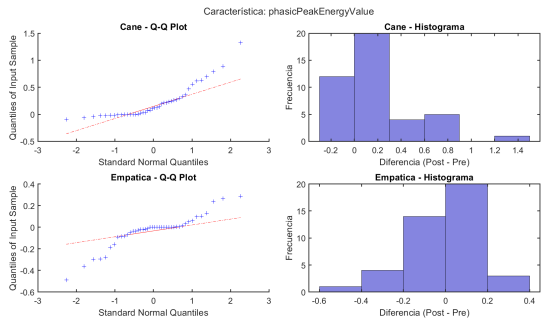 Característica: phasicPeakEnergyValue
Cane - Q-Q Plot
Quantiles of Input Sample
1.5
1
0.5
0
-0.5
-3 -2 -1 0 1 2 3
Standard Normal Quantiles
Cane - Histograma
Frecuencia
20
15
10
5
0
-0.2 0 0.2 0.4 0.6 0.8 1 1.2 1.4
Diferencia (Post - Pre)
Empatica - Q-Q Plot
Quantiles of Input Sample
0.4
0.2
0
-0.2
-0.4
-0.6
-3 -2 -1 0 1 2 3
Standard Normal Quantiles
Empatica - Histograma
Frecuencia
20
15
10
5
0
-0.6 -0.4 -0.2 0 0.2 0.4
Diferencia (Post - Pre)